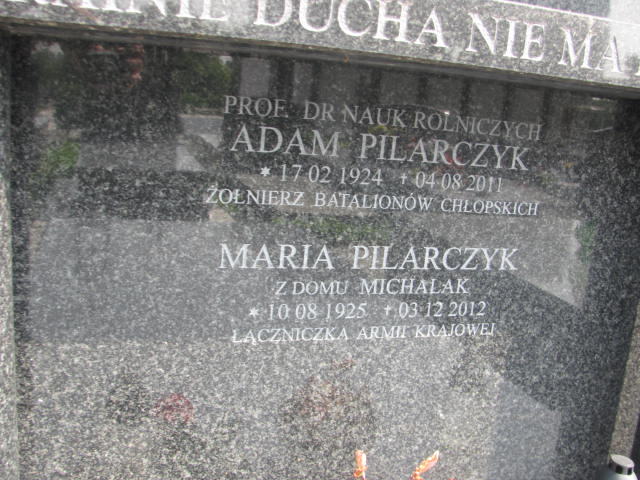 DUCHA NIE MA
PROF. DR NAUK ROLNICZYCH
ADAM PILARCZYK
* 17 02 1924 † 04 08 2011
ŻOŁNIERZ BATALIONÓW CHŁOPSKICH
MARIA PILARCZYK
Z DOMU MICHALAK
* 10 08 1925 † 03 12 2012
ŁĄCZNICZKA ARMII KRAJOWEJ